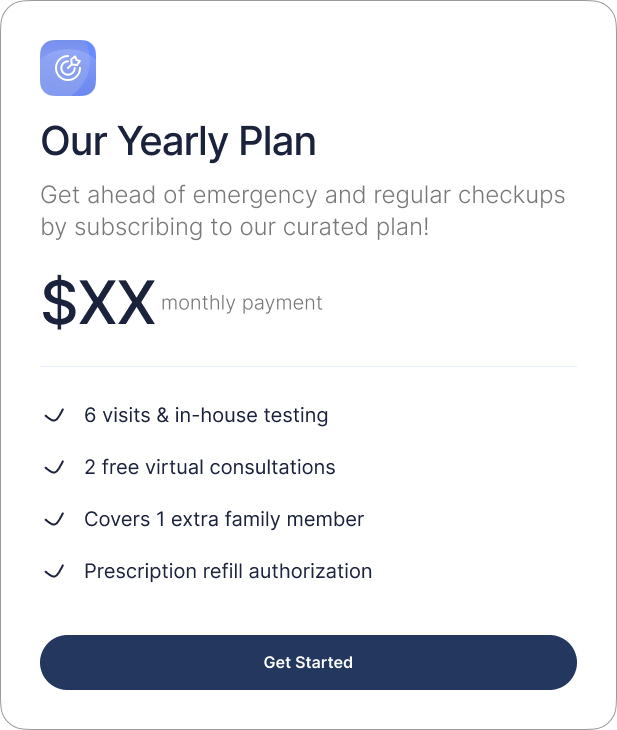 Our Yearly Plan
Get ahead of emergency and regular checkups
by subscribing to our curated plan!
$XX monthly payment
6 visits & in-house testing
2 free virtual consultations
Covers 1 extra family member
Prescription refill authorization
Get Started